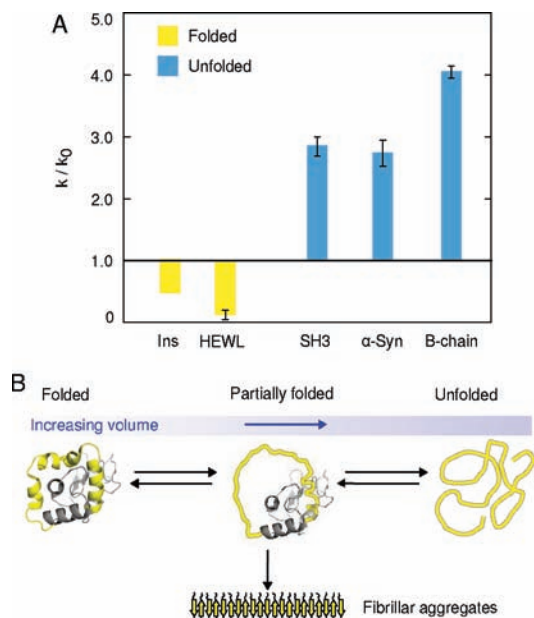 A
5.0
Folded
Unfolded
4.0
k / k0
3.0
2.0
1.0
0
Ins HEWL SH3 α-Syn B-chain
B
Folded Partially folded Unfolded
Increasing volume
Fibrillar aggregates